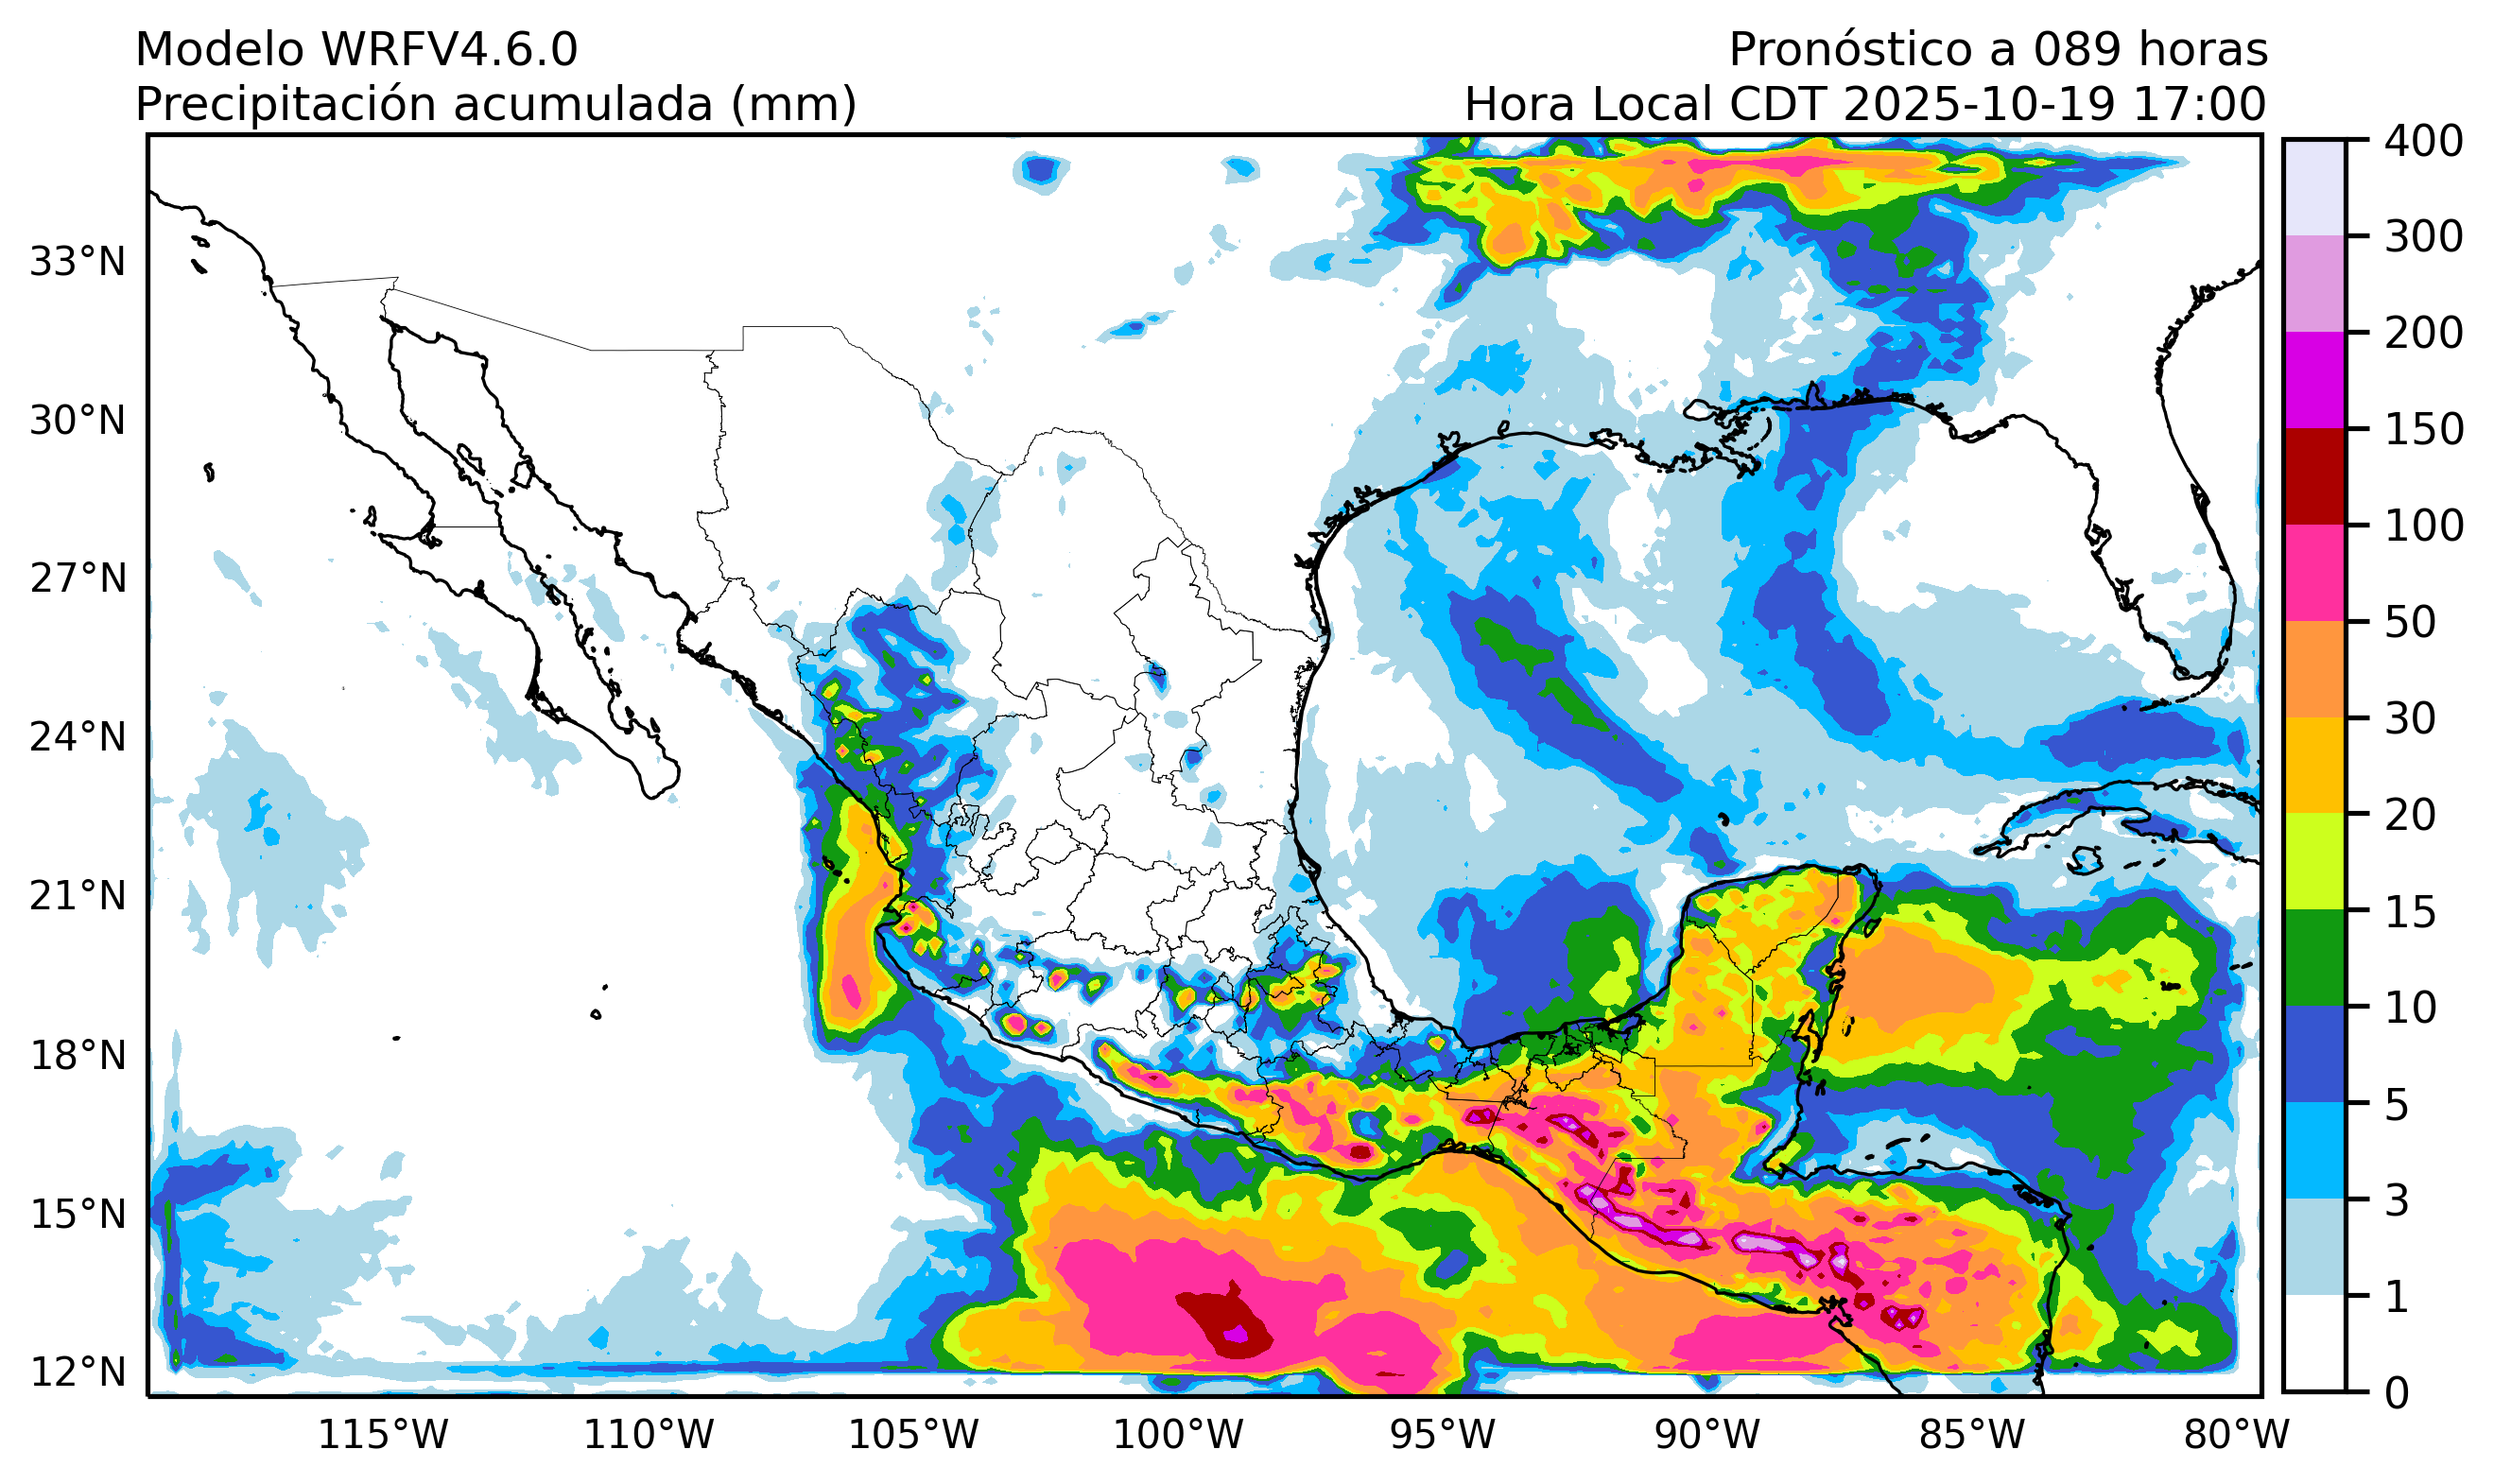 Modelo WRFV4.6.0
Pronóstico a 089 horas
Precipitación acumulada (mm)
Hora Local CDT 2025-10-19 17:00
33°N
30°N
27°N
24°N
21°N
18°N
15°N
12°N
115°W
110°W
105°W
100°W
95°W
90°W
85°W
80°W
400
300
200
150
100
50
30
20
15
10
5
3
1
0